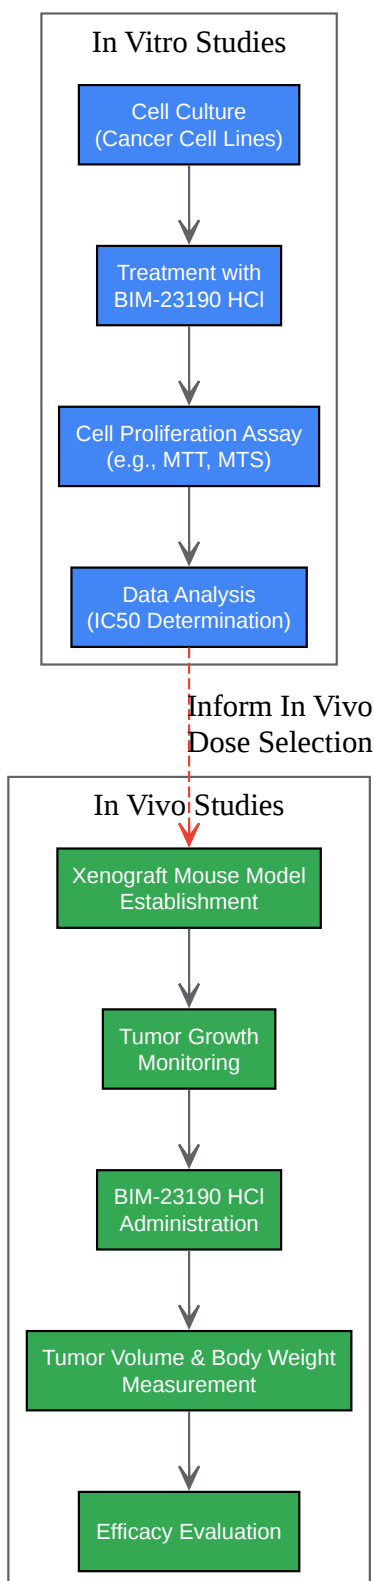 In Vitro Studies
Cell Culture
(Cancer Cell Lines)
Treatment with
BIM-23190 HCl
Cell Proliferation Assay
(e.g., MTT, MTS)
Data Analysis
(IC50 Determination)
Inform In Vivo
Dose Selection
In Vivo Studies
Xenograft Mouse Model
Establishment
Tumor Growth
Monitoring
BIM-23190 HCl
Administration
Tumor Volume & Body Weight
Measurement
Efficacy Evaluation